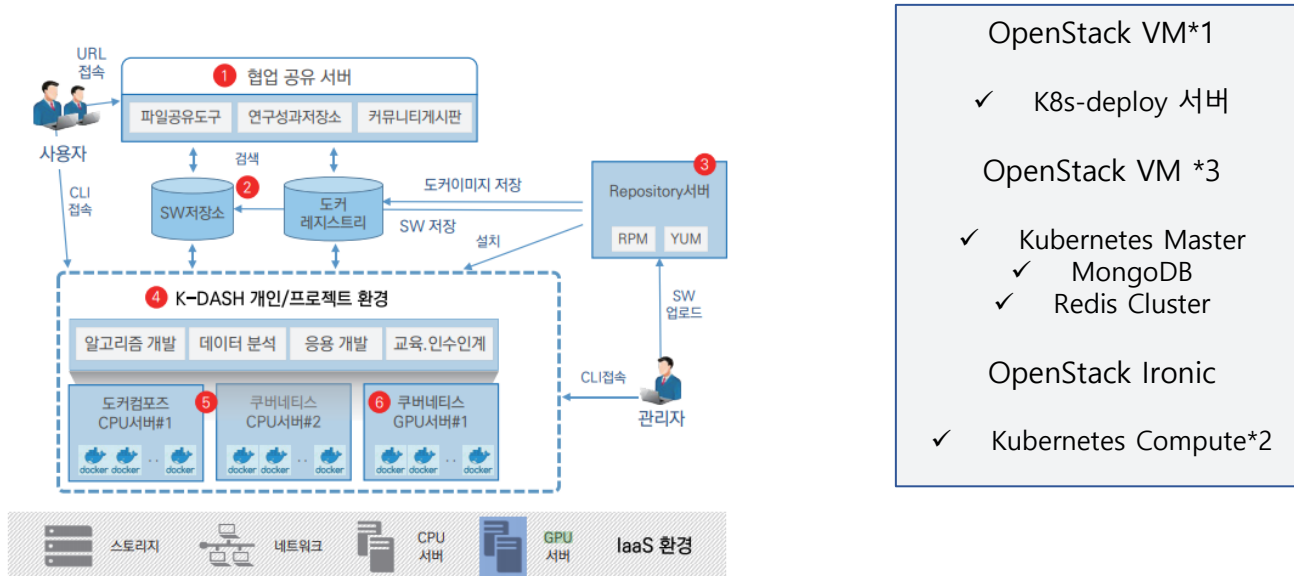 URL
접속
사용자
CLI
접속
1 협업 공유 서버
파일공유도구 연구성과저장소 커뮤니티게시판
검색
2
SW저장소
도커
레지스트리
도커이미지 저장
SW 저장
설치
3
Repository서버
RPM YUM
SW
업로드
CLI접속
관리자
4 K-DASH 개인/프로젝트 환경
알고리즘 개발 데이터 분석 응용 개발 교육.인수인계
도커컴포즈
CPU서버#1
5
쿠버네티스
CPU서버#2
6
쿠버네티스
GPU서버#1
docker docker .. docker
docker docker .. docker
docker docker .. docker
스토리지
네트워크
CPU
서버
GPU
서버
IaaS 환경
OpenStack VM*1
✓ K8s-deploy 서버
OpenStack VM *3
✓ Kubernetes Master
✓ MongoDB
✓ Redis Cluster
OpenStack Ironic
✓ Kubernetes Compute*2